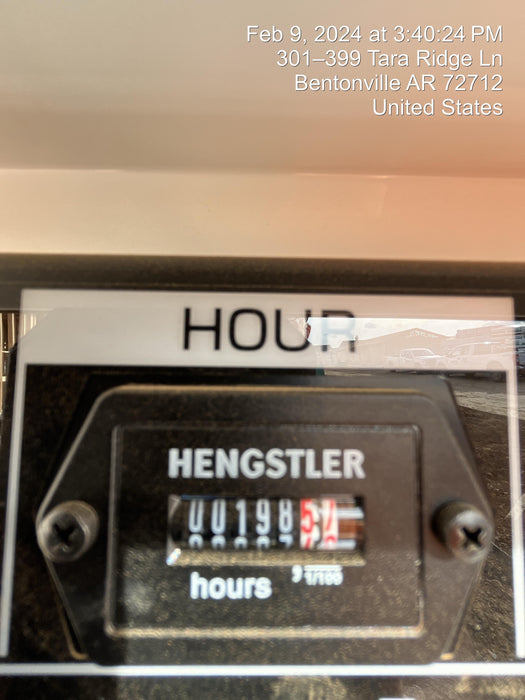 Feb 9, 2024 at 3:40:24 PM
301–399 Tara Ridge Ln
Bentonville AR 72712
United States
HOUR
HENGSTLER
0019852
hours , 1/100